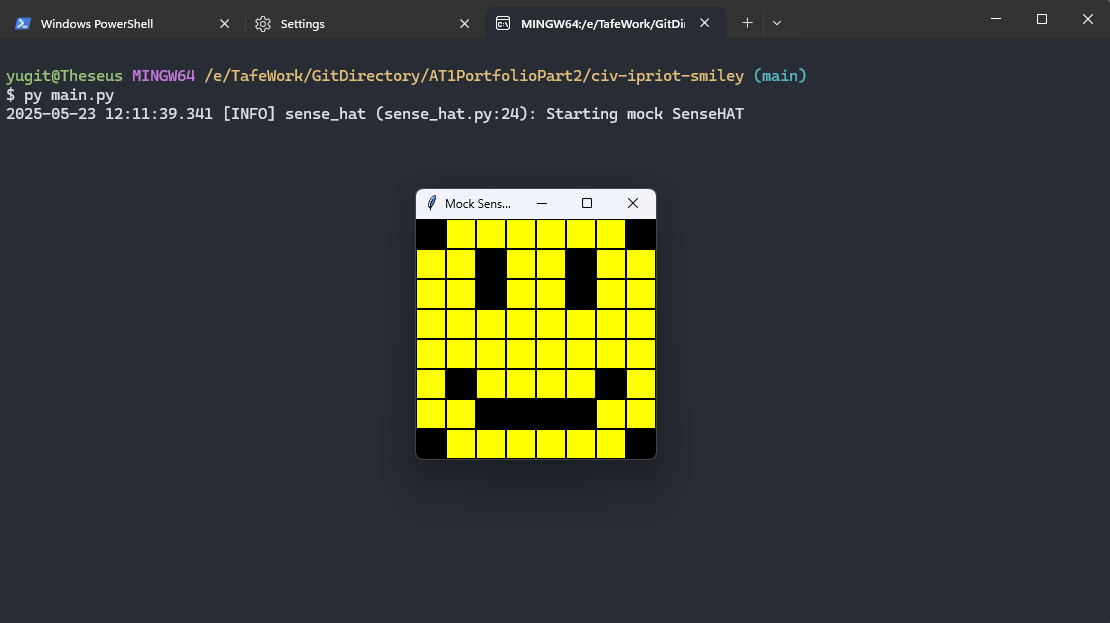 Windows PowerShell
Settings
MINGW64:/e/TafeWork/GitDir
yugit@Theseus MINGW64 /e/TafeWork/GitDirectory/AT1PortfolioPart2/civ-ipriot-smiley (main)
$ py main.py
2025-05-23 12:11:39.341 [INFO] sense_hat (sense_hat.py:24): Starting mock SenseHAT
Mock Sens...